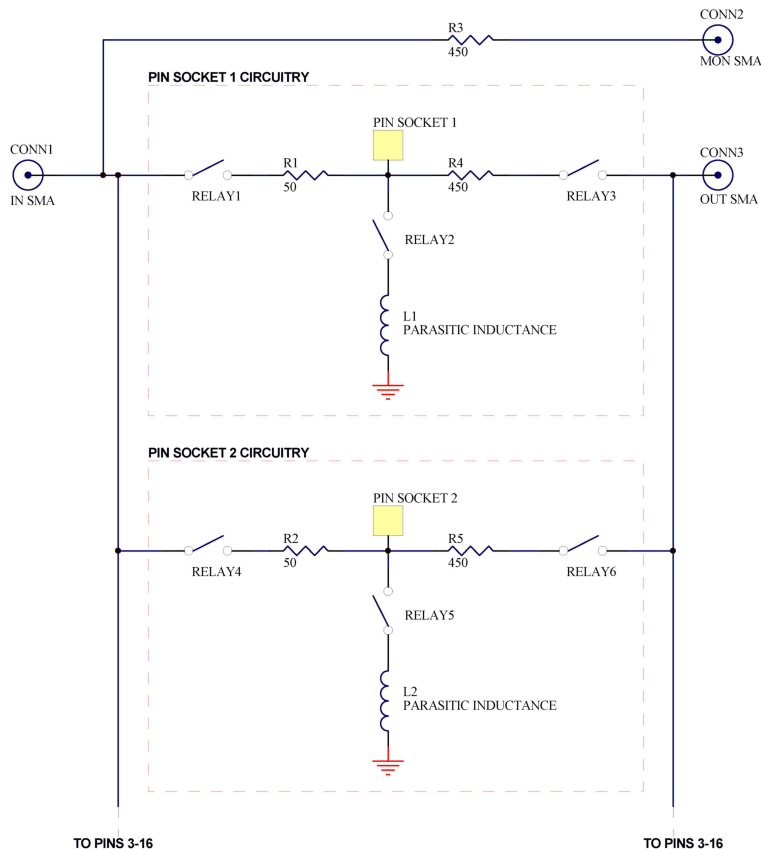 R3
450
CONN2
MON SMA
PIN SOCKET 1 CIRCUITRY
PIN SOCKET 1
CONN1
IN SMA
RELAY1
R1
50
R4
450
RELAY3
CONN3
OUT SMA
RELAY2
L1
PARASITIC INDUCTANCE
PIN SOCKET 2 CIRCUITRY
PIN SOCKET 2
RELAY4
R2
50
R5
450
RELAY6
RELAY5
L2
PARASITIC INDUCTANCE
TO PINS 3-16
TO PINS 3-16